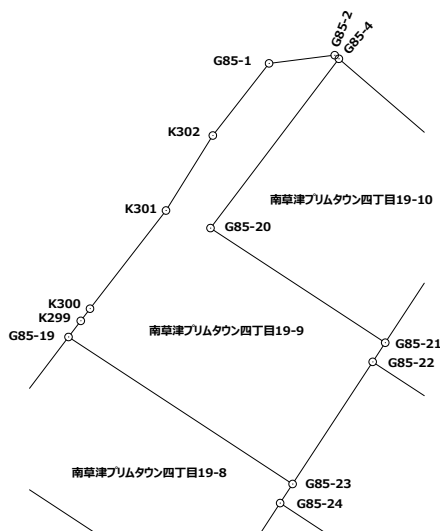 G85-2
G85-4
G85-1
K302
南草津プリムタウン四丁目19-10
K301
G85-20
K300
K299
南草津プリムタウン四丁目19-9
G85-19
G85-21
G85-22
南草津プリムタウン四丁目19-8
G85-23
G85-24